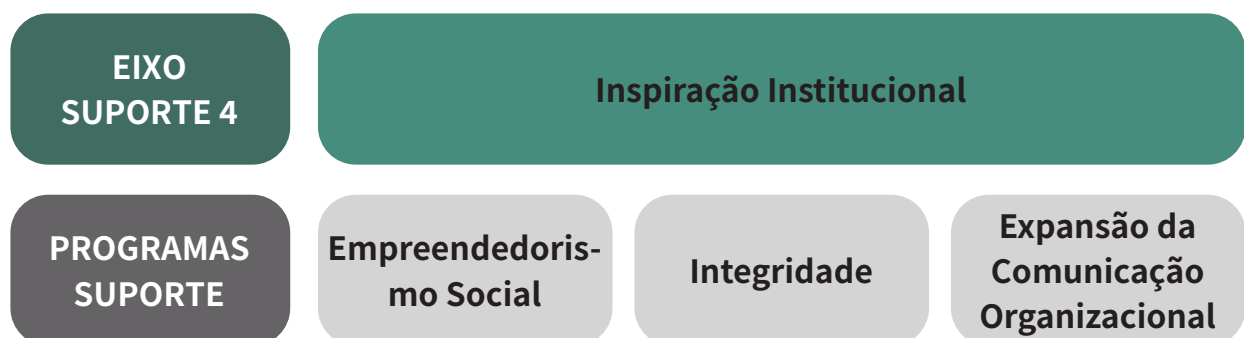 EIXO
SUPORTE 4
Inspiração Institucional
PROGRAMAS
SUPORTE
Empreendedoris-
mo Social
Integridade
Expansão da
Comunicação
Organizacional